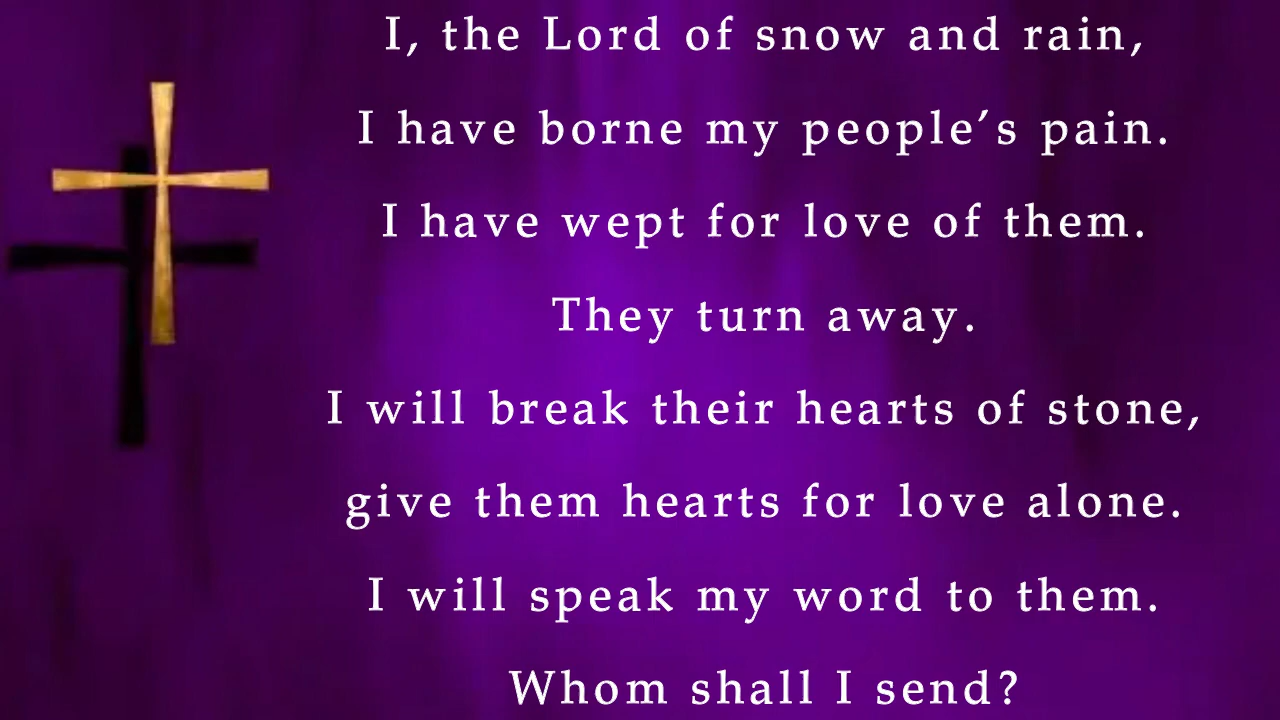 I, the Lord of snow and rain,
I have borne my people’s pain.
I have wept for love of them.
They turn away.
I will break their hearts of stone,
give them hearts for love alone.
I will speak my word to them.
Whom shall I send?